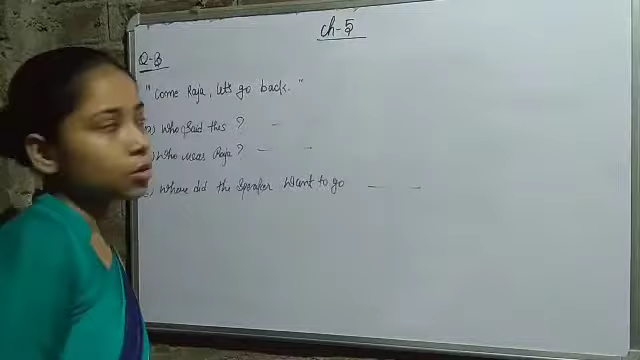 ch-5
Q-3
"Come Raja, let's go back."
a) Who said this ? -
) Who was Raja ? - -
) Where did the Speaker Want to go - -